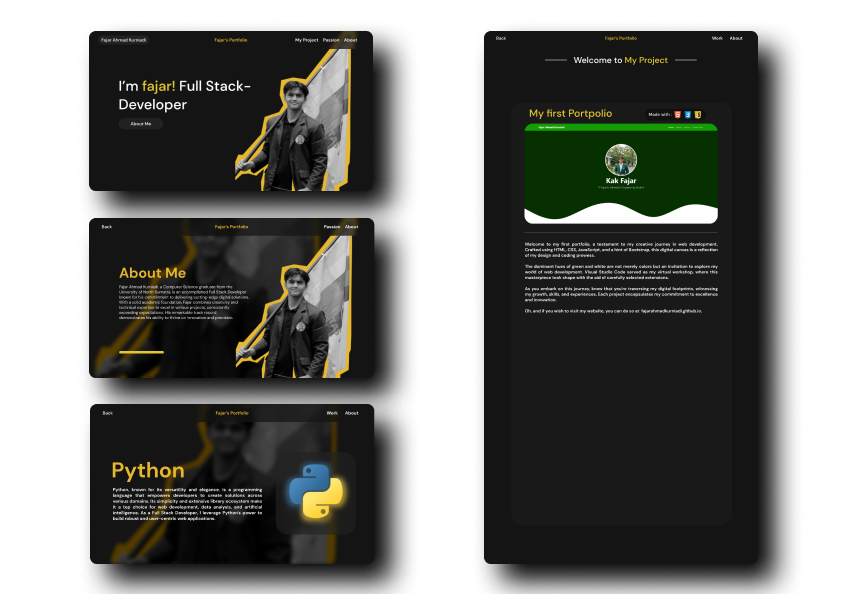 Fajar Ahmad Kurniadi
Fajar's Portfolio
My Project Passion About
I'm fajar! Full Stack-
Developer
About Me
Back
Fajar's Portfolio
Passion About
About Me
Fajar Ahmad Kurniadi, a Computer Science graduate from the
University of North Sumatra, is an accomplished Full Stack Developer
known for his commitment to delivering cutting-edge digital solutions.
With a solid academic foundation, Fajar combines creativity and
technical expertise to excel in various projects, consistently
exceeding expectations. His remarkable track record
demonstrates his ability to thrive on innovation and precision.
Back
Fajar's Portfolio
Work About
Python
Python, known for its versatility and elegance, is a programming
language that empowers developers to create solutions across
various domains. Its simplicity and extensive library ecosystem make
it a top choice for web development, data analysis, and artificial
intelligence. As a Full Stack Developer, I leverage Python's power to
build robust and user-centric web applications.
Back
Fajar's Portfolio
Work About
Welcome to My Project
My first Portpolio
Made with :
Kak Fajar
Welcome to my first portfolio, a testament to my creative journey in web development.
Crafted using HTML, CSS, JavaScript, and a hint of Bootstrap, this digital canvas is a reflection
of my design and coding prowess.
The dominant hues of green and white are not merely colors but an invitation to explore my
world of web development. Visual Studio Code served as my virtual workshop, where this
masterpiece took shape with the aid of carefully selected extensions.
As you embark on this journey, know that you're traversing my digital footprints, witnessing
my growth, skills, and experiences. Each project encapsulates my commitment to excellence
and innovation.
Oh, and if you wish to visit my website, you can do so at fajarahmadkurniadi.github.io.